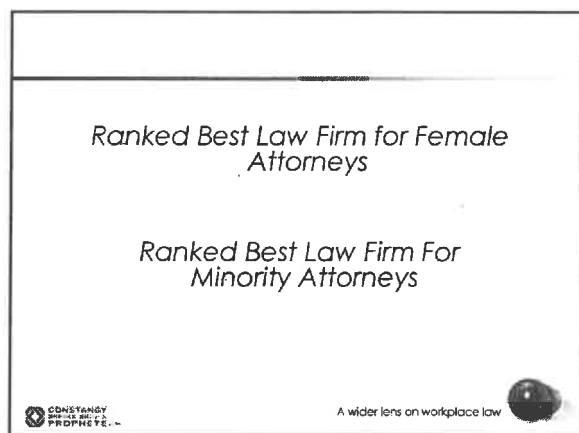 Ranked Best Law Firm for Female
Attorneys
Ranked Best Law Firm For
Minority Attorneys
CONSTANGY
PROPHETE
A wider lens on workplace law